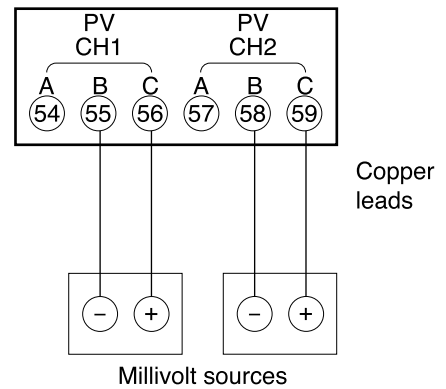 PV PV
CH1 CH2
A B C A B C
54 55 56 57 58 59
Copper
leads
− + − +
Millivolt sources